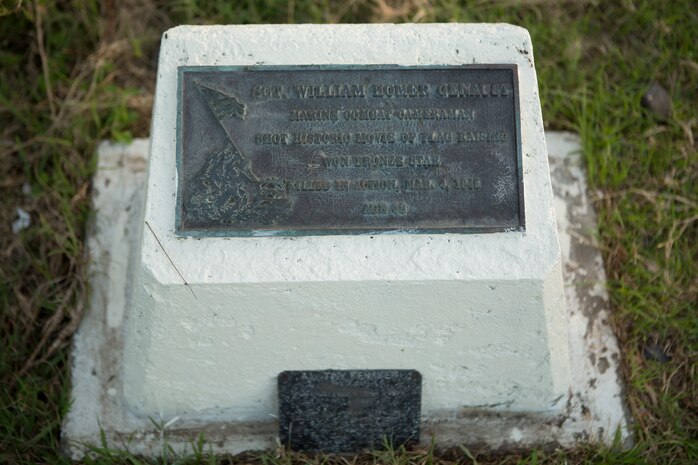 SGT. WILLIAM HOMER GENAUST
MARINE COMBAT CAMERAMAN
SHOT HISTORIC MOVIE OF FLAG RAISING
WON BRONZE STAR
KILLED IN ACTION, MAR. 4, 1945
AGE 38